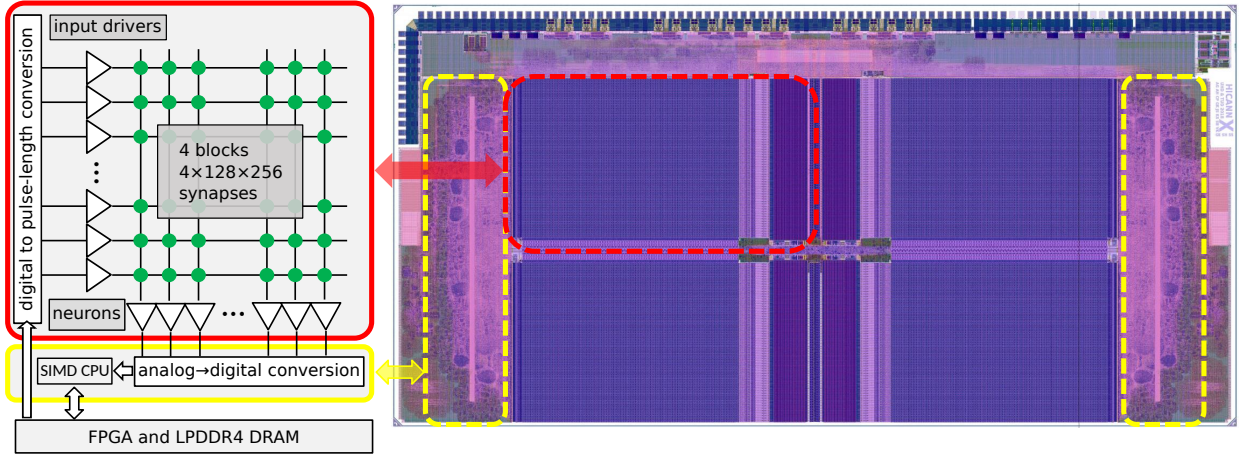 input drivers
digital to pulse-length conversion
4 blocks
4×128×256
synapses
neurons
SIMD CPU
analog→digital conversion
FPGA and LPDDR4 DRAM
HICANN
X